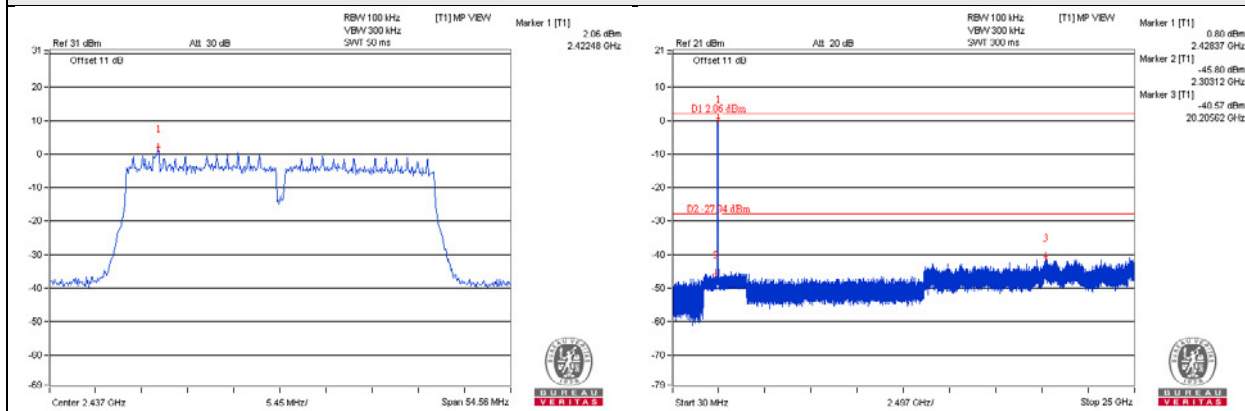 RBW 100 kHz
VBW 300 kHz
SWT 50 ms
[T1] MP VIEW
Ref 31 dBm
Att 30 dB
Marker 1 [T1]
2.06 dBm
2.42248 GHz
31
Offset 11 dB
20
10
0
-10
-20
-30
-40
-50
-60
-69
1
Center 2.437 GHz
5.45 MHz/
Span 54.58 MHz
BUREAU
VERITAS
RBW 100 kHz
VBW 300 kHz
SWT 300 ms
[T1] MP VIEW
Ref 21 dBm
Att 20 dB
Marker 1 [T1]
0.80 dBm
2.42837 GHz
Marker 2 [T1]
-45.80 dBm
2.30312 GHz
Marker 3 [T1]
-40.57 dBm
20.20562 GHz
21
Offset 11 dB
10
0
-10
-20
-30
-40
-50
-60
-70
-79
1
D1 2.06 dBm
D2 -27.94 dBm
2
3
Start 30 MHz
2.497 GHz/
Stop 25 GHz
BUREAU
VERITAS